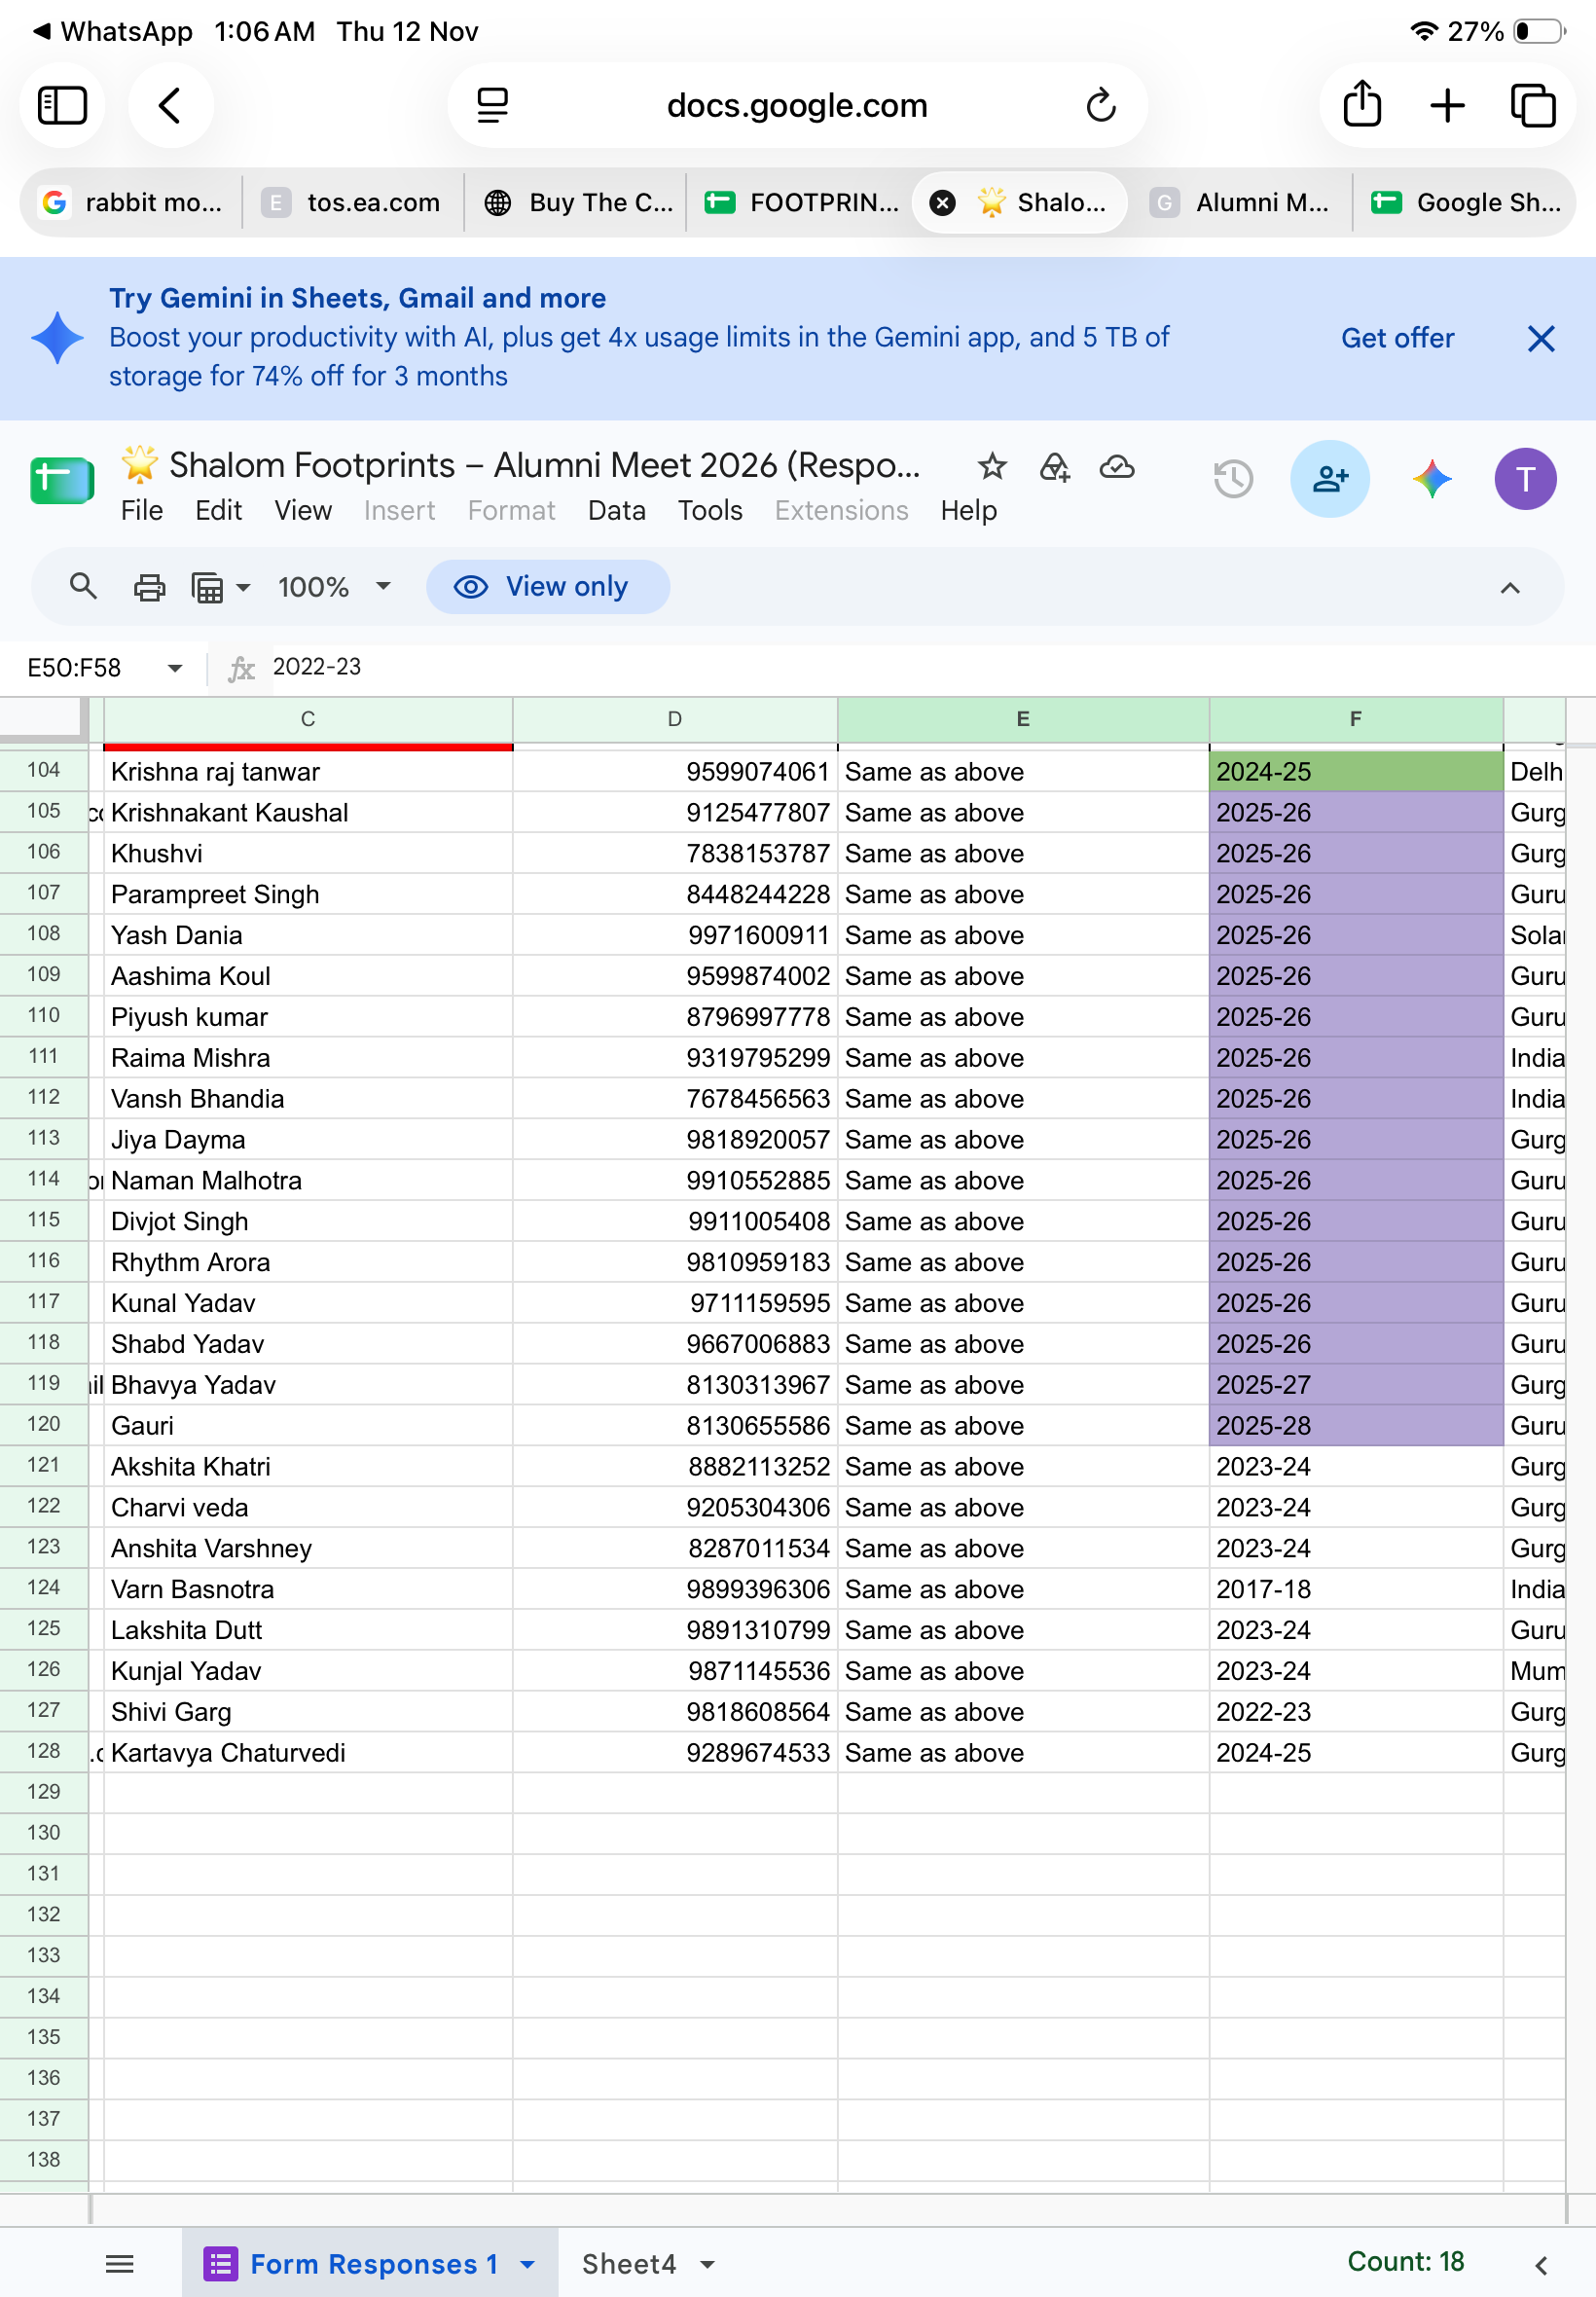 WhatsApp 1:06 AM Thu 12 Nov 27%
docs.google.com
rabbit mo... E tos.ea.com Buy The C... FOOTPRIN... Shalo... G Alumni M... Google Sh...
Try Gemini in Sheets, Gmail and more
Boost your productivity with AI, plus get 4x usage limits in the Gemini app, and 5 TB of
storage for 74% off for 3 months
Get offer
🌟 Shalom Footprints – Alumni Meet 2026 (Respo...
T
File Edit View Insert Format Data Tools Extensions Help
100% View only
E50:F58 fx 2022-23
C D E F
104 Krishna raj tanwar 9599074061 Same as above 2024-25 Delh
105 Krishnakant Kaushal 9125477807 Same as above 2025-26 Gurg
106 Khushvi 7838153787 Same as above 2025-26 Gurg
107 Parampreet Singh 8448244228 Same as above 2025-26 Guru
108 Yash Dania 9971600911 Same as above 2025-26 Solan
109 Aashima Koul 9599874002 Same as above 2025-26 Guru
110 Piyush kumar 8796997778 Same as above 2025-26 Guru
111 Raima Mishra 9319795299 Same as above 2025-26 India
112 Vansh Bhandia 7678456563 Same as above 2025-26 India
113 Jiya Dayma 9818920057 Same as above 2025-26 Gurg
114 Naman Malhotra 9910552885 Same as above 2025-26 Guru
115 Divjot Singh 9911005408 Same as above 2025-26 Guru
116 Rhythm Arora 9810959183 Same as above 2025-26 Guru
117 Kunal Yadav 9711159595 Same as above 2025-26 Guru
118 Shabd Yadav 9667006883 Same as above 2025-26 Guru
119 Bhavya Yadav 8130313967 Same as above 2025-27 Gurg
120 Gauri 8130655586 Same as above 2025-28 Guru
121 Akshita Khatri 8882113252 Same as above 2023-24 Gurg
122 Charvi veda 9205304306 Same as above 2023-24 Gurg
123 Anshita Varshney 8287011534 Same as above 2023-24 Gurg
124 Varn Basnotra 9899396306 Same as above 2017-18 India
125 Lakshita Dutt 9891310799 Same as above 2023-24 Guru
126 Kunjal Yadav 9871145536 Same as above 2023-24 Mum
127 Shivi Garg 9818608564 Same as above 2022-23 Gurg
128 Kartavya Chaturvedi 9289674533 Same as above 2024-25 Gurg
129
130
131
132
133
134
135
136
137
138
Form Responses 1 Sheet4 Count: 18